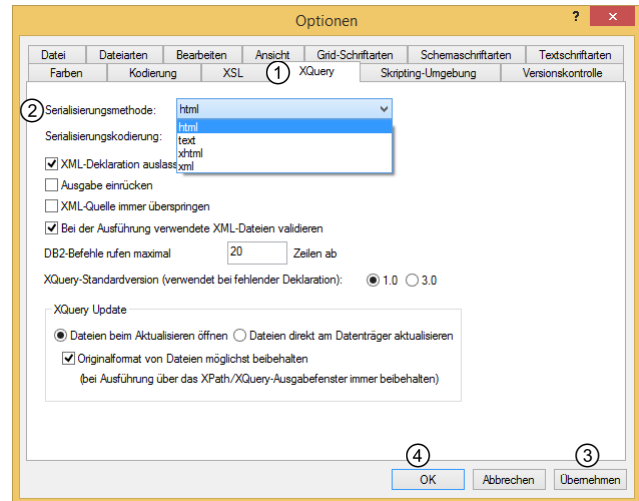 Optionen
Datei Dateiarten Bearbeiten Ansicht Grid-Schriftarten Schemaschriftarten Textschriftarten
Farben Kodierung XSL 1 XQuery Skripting-Umgebung Versionskontrolle
2 Serialisierungsmethode: html
html
Serialisierungskodierung: text
xhtml
XML-Deklaration auslass xml
Ausgabe einrücken
XML-Quelle immer überspringen
Bei der Ausführung verwendete XML-Dateien validieren
DB2-Befehle rufen maximal 20 Zeilen ab
XQuery-Standardversion (verwendet bei fehlender Deklaration): 1.0 3.0
XQuery Update
Dateien beim Aktualisieren öffnen Dateien direkt am Datenträger aktualisieren
Originalformat von Dateien möglichst beibehalten
(bei Ausführung über das XPath/XQuery-Ausgabefenster immer beibehalten)
4 3
OK Abbrechen Übernehmen